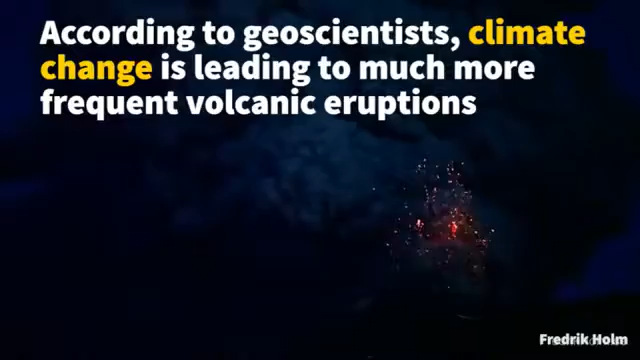 According to geoscientists, climate
change is leading to much more
frequent volcanic eruptions
Fredrik Holm